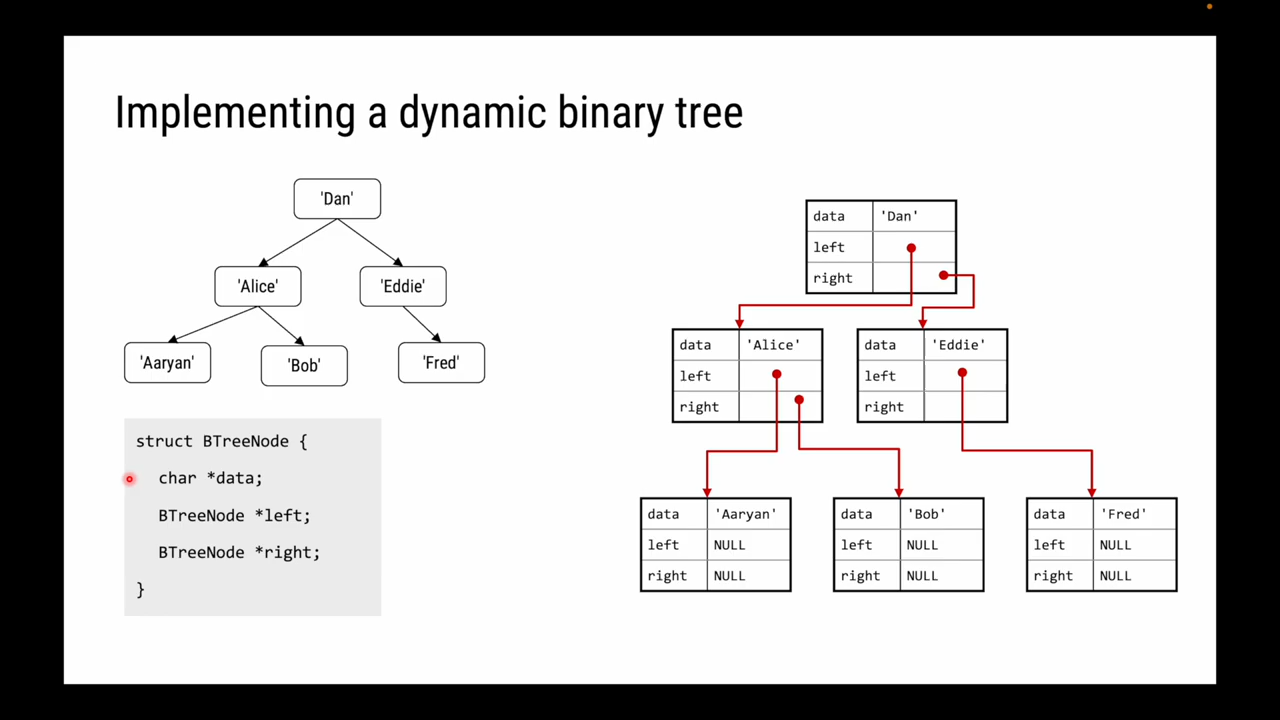 Implementing a dynamic binary tree
'Dan'
'Alice'
'Eddie'
'Aaryan'
'Bob'
'Fred'
struct BTreeNode {
char *data;
BTreeNode *left;
BTreeNode *right;
}
data 'Dan'
left
right
data 'Alice'
left
right
data 'Eddie'
left
right
data 'Aaryan'
left NULL
right NULL
data 'Bob'
left NULL
right NULL
data 'Fred'
left NULL
right NULL